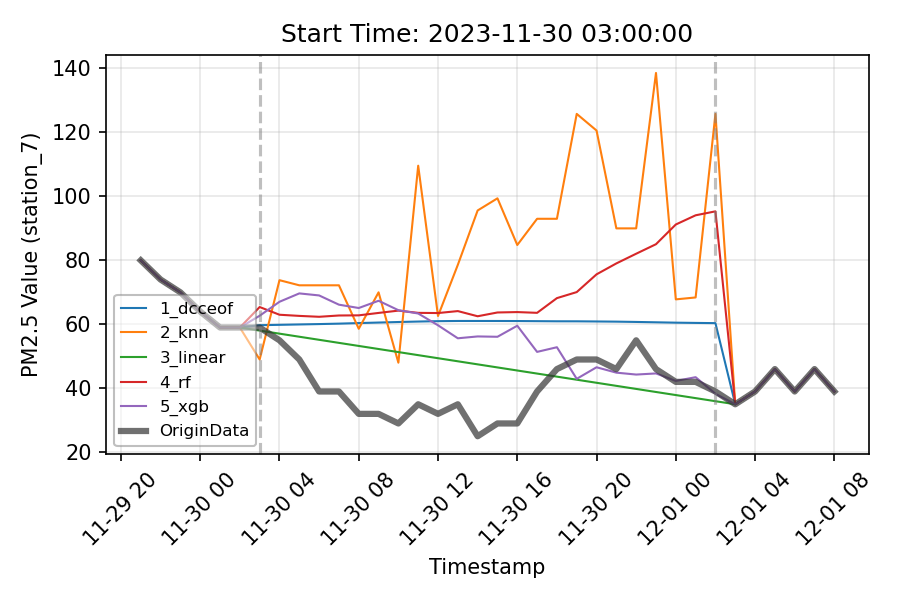 Start Time: 2023-11-30 03:00:00
PM2.5 Value (station_7)
140
120
100
80
60
40
20
1_dcceof
2_knn
3_linear
4_rf
5_xgb
OriginData
11-29 20
11-30 00
11-30 04
11-30 08
11-30 12
11-30 16
11-30 20
12-01 00
12-01 04
12-01 08
Timestamp